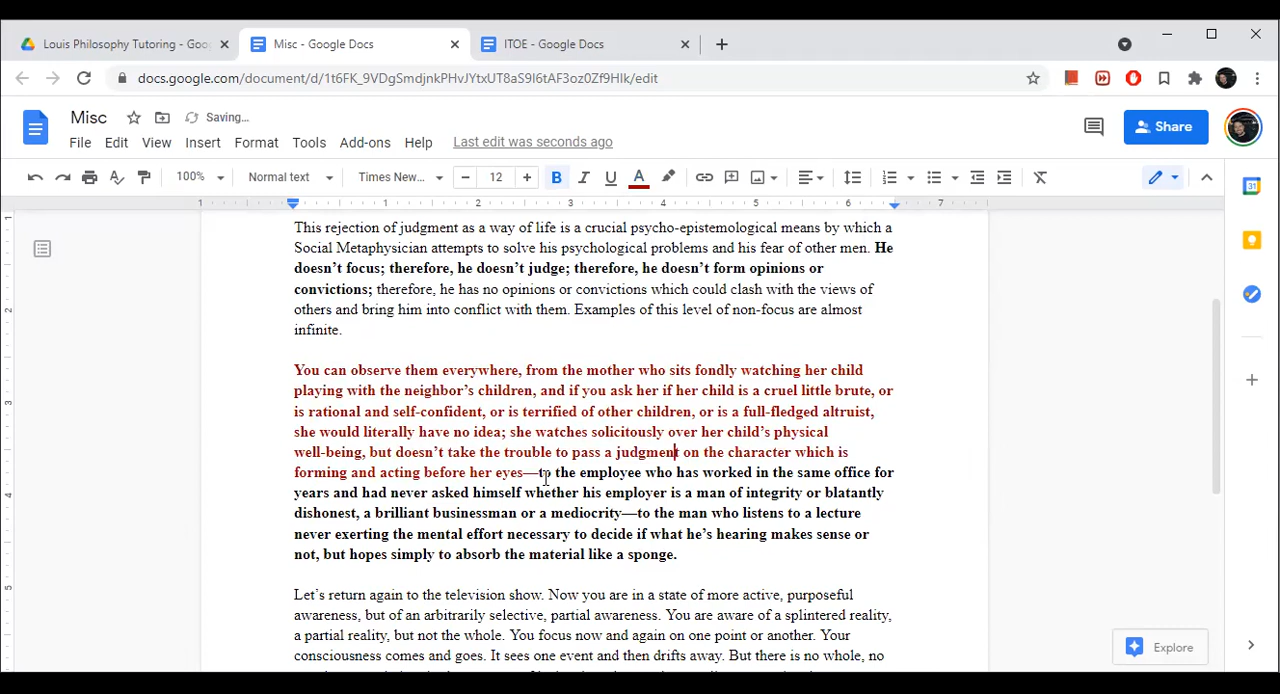 Louis Philosophy Tutoring - Goo
Misc - Google Docs
ITOE - Google Docs
docs.google.com/document/d/1t6FK_9VDgSmdjnkPHvJYtxUT8aS9I6tAF3oz0Zf9HIk/edit
Misc
Saving…
File Edit View Insert Format Tools Add-ons Help Last edit was seconds ago
Share
100% Normal text Times New... 12 B I U A
1 1 2 3 4 5 6 7
This rejection of judgment as a way of life is a crucial psycho-epistemological means by which a
Social Metaphysician attempts to solve his psychological problems and his fear of other men. He
doesn’t focus; therefore, he doesn’t judge; therefore, he doesn’t form opinions or
convictions; therefore, he has no opinions or convictions which could clash with the views of
others and bring him into conflict with them. Examples of this level of non-focus are almost
infinite.
You can observe them everywhere, from the mother who sits fondly watching her child
playing with the neighbor’s children, and if you ask her if her child is a cruel little brute, or
is rational and self-confident, or is terrified of other children, or is a full-fledged altruist,
she would literally have no idea; she watches solicitously over her child’s physical
well-being, but doesn’t take the trouble to pass a judgment on the character which is
forming and acting before her eyes—to the employee who has worked in the same office for
years and had never asked himself whether his employer is a man of integrity or blatantly
dishonest, a brilliant businessman or a mediocrity—to the man who listens to a lecture
never exerting the mental effort necessary to decide if what he’s hearing makes sense or
not, but hopes simply to absorb the material like a sponge.
Let’s return again to the television show. Now you are in a state of more active, purposeful
awareness, but of an arbitrarily selective, partial awareness. You are aware of a splintered reality,
a partial reality, but not the whole. You focus now and again on one point or another. Your
consciousness comes and goes. It sees one event and then drifts away. But there is no whole, no
1
2
3
4
5
Explore